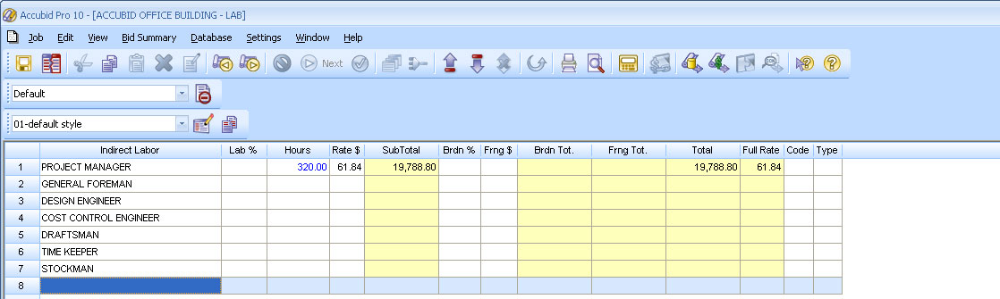 Accubid Pro 10 - [ACCUBID OFFICE BUILDING - LAB]
Job Edit View Bid Summary Database Settings Window Help
Next
Default
01-default style
Indirect Labor Lab % Hours Rate $ SubTotal Brdn % Frng $ Brdn Tot. Frng Tot. Total Full Rate Code Type
1 PROJECT MANAGER 320.00 61.84 19,788.80 19,788.80 61.84
2 GENERAL FOREMAN
3 DESIGN ENGINEER
4 COST CONTROL ENGINEER
5 DRAFTSMAN
6 TIME KEEPER
7 STOCKMAN
8